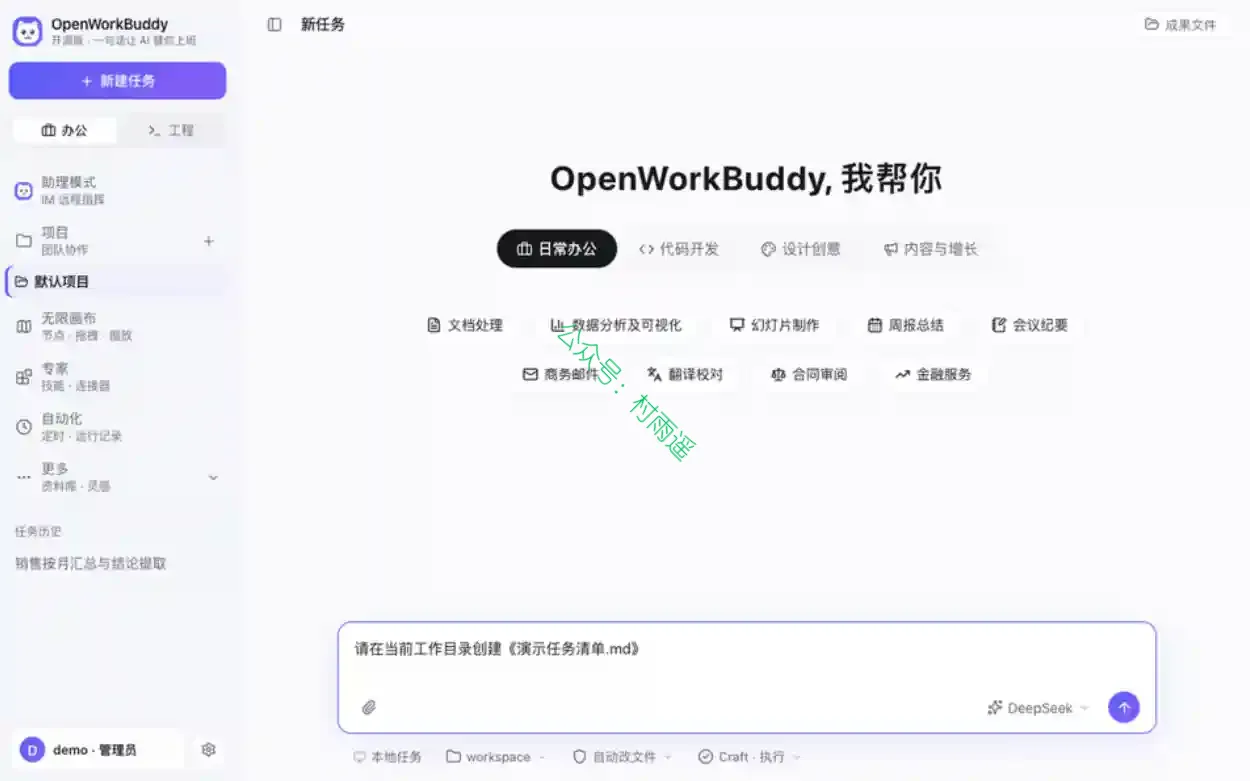 OpenWorkBuddy
开源版 · 一句话让 AI 替你上班
+ 新建任务
办公
>_ 工程
助理模式
IM 远程指挥
项目
团队协作
+
默认项目
无限画布
节点 · 拖拽 · 缩放
专家
技能 · 连接器
自动化
定时 · 运行记录
更多
资料库 · 灵感
任务历史
销售按月汇总与结论提取
D demo · 管理员
新任务
成果文件
OpenWorkBuddy, 我帮你
日常办公
代码开发
设计创意
内容与增长
文档处理
数据分析及可视化
幻灯片制作
周报总结
会议纪要
商务邮件
翻译校对
合同审阅
金融服务
公众号：村雨遥
请在当前工作目录创建《演示任务清单.md》
DeepSeek
本地任务
workspace
自动改文件
Craft · 执行